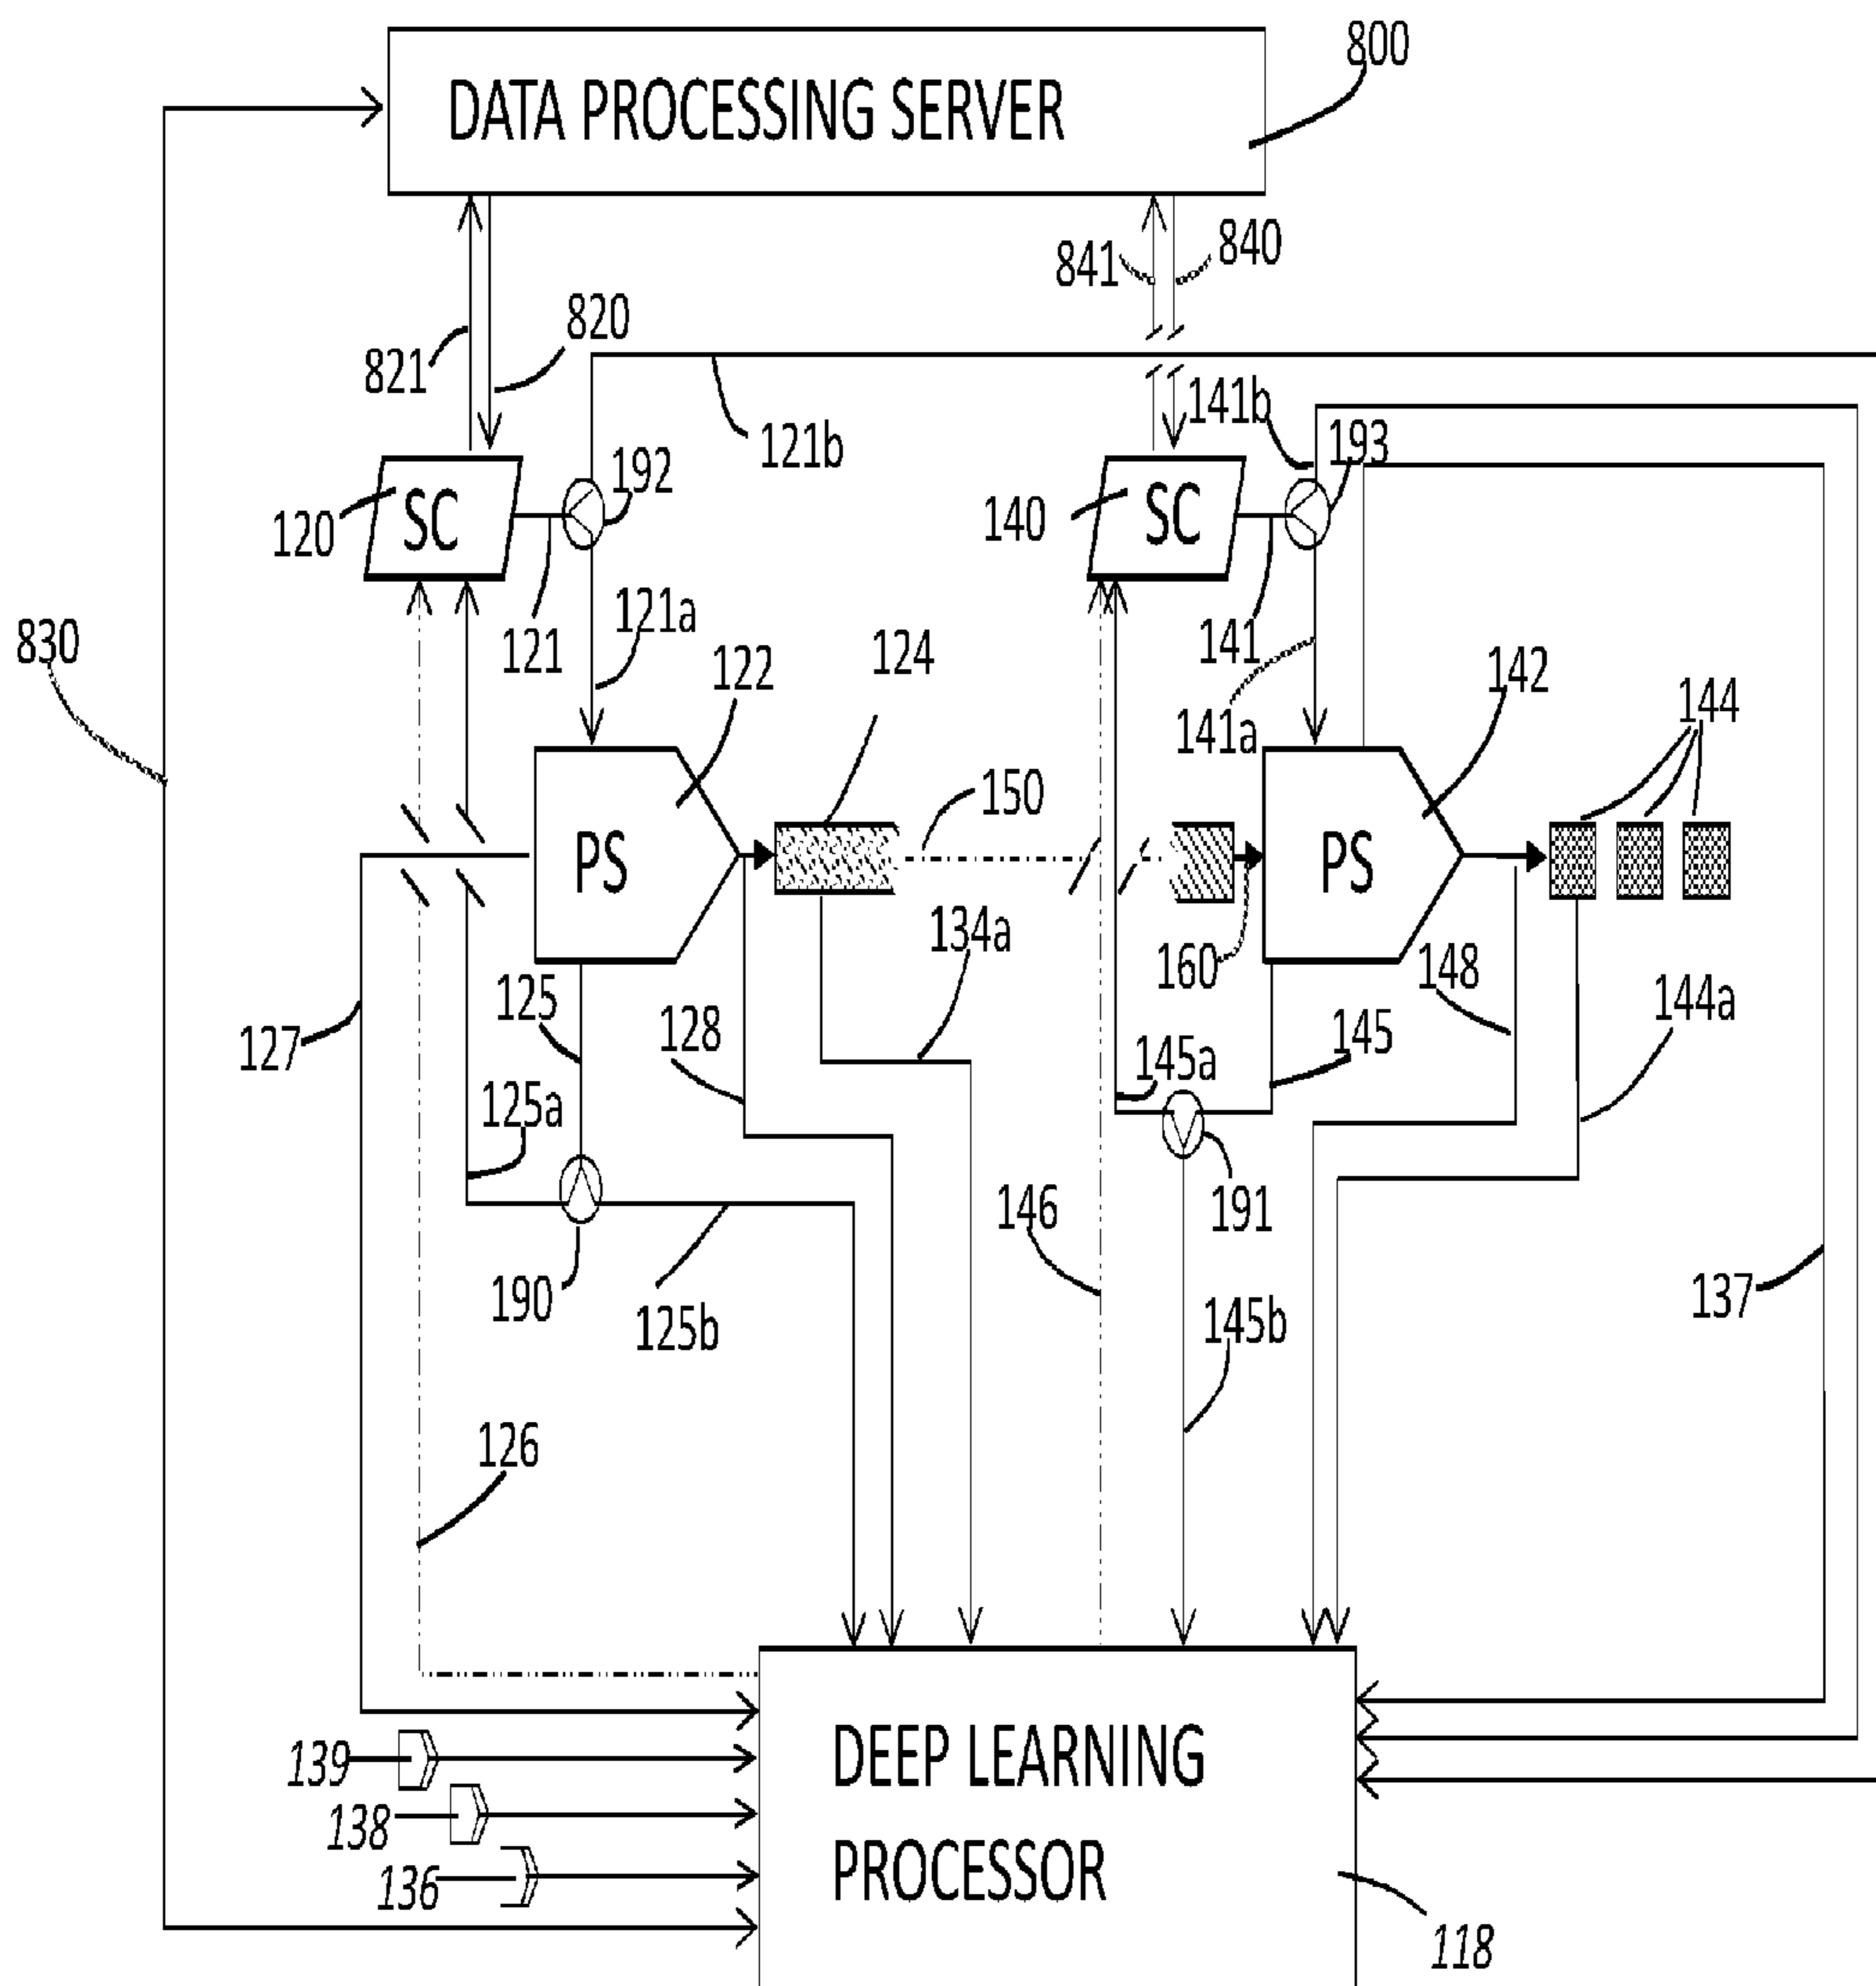 800
DATA PROCESSING SERVER
841
840
821
820
121b
141b
193
192
120
SC
140
SC
121
121a
141
141a
830
122
124
142
144
PS
150
PS
160
134a
148
144a
127
125
128
145a
145
125a
146
191
190
125b
145b
137
126
139
138
136
DEEP LEARNING
PROCESSOR
118